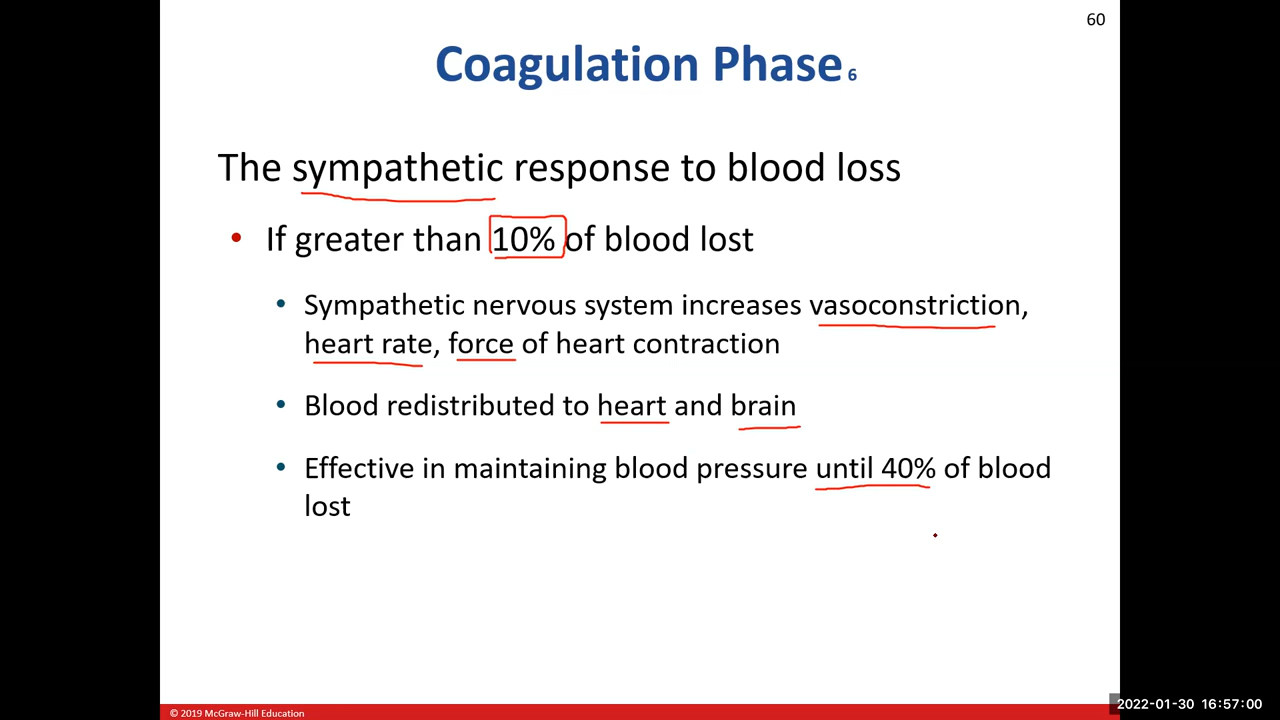 60
Coagulation Phase 6
The sympathetic response to blood loss
• If greater than 10% of blood lost
• Sympathetic nervous system increases vasoconstriction,
heart rate, force of heart contraction
• Blood redistributed to heart and brain
• Effective in maintaining blood pressure until 40% of blood
lost
© 2019 McGraw-Hill Education
2022-01-30 16:57:00